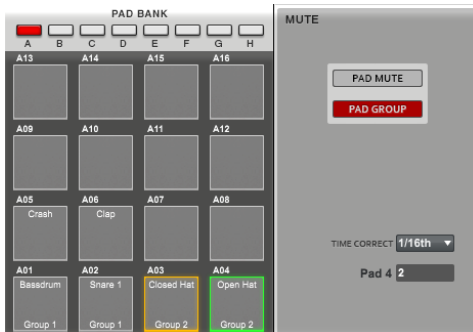 PAD BANK
A B C D E F G H
A13 A14 A15 A16
A09 A10 A11 A12
A05 A06 A07 A08
Crash Clap
A01 A02 A03 A04
Bassdrum Snare 1 Closed Hat Open Hat
Group 1 Group 1 Group 2 Group 2
MUTE
PAD MUTE
PAD GROUP
TIME CORRECT 1/16th
Pad 4 2